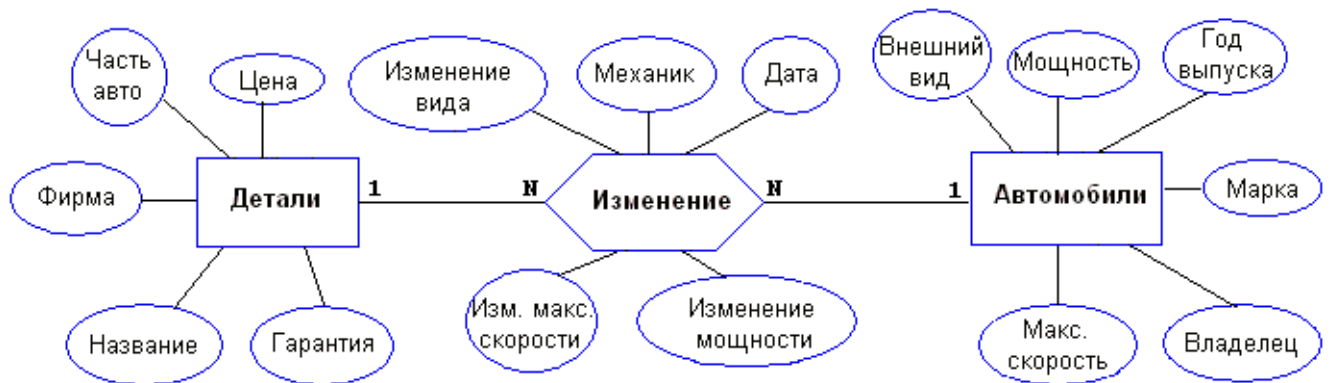 Часть
авто
Цена
Изменение
вида
Механик
Дата
Внешний
вид
Мощность
Год
выпуска
Фирма
Детали
1
N
Изменение
N
1
Автомобили
Марка
Название
Гарантия
Изм. макс.
скорости
Изменение
мощности
Макс.
скорость
Владелец